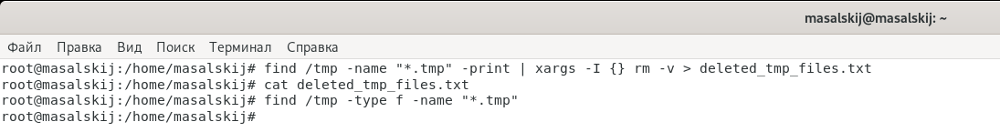 masalskij@masalskij: ~
Файл Правка Вид Поиск Терминал Справка
root@masalskij:/home/masalskij# find /tmp -name "*.tmp" -print | xargs -I {} rm -v > deleted_tmp_files.txt
root@masalskij:/home/masalskij# cat deleted_tmp_files.txt
root@masalskij:/home/masalskij# find /tmp -type f -name "*.tmp"
root@masalskij:/home/masalskij#